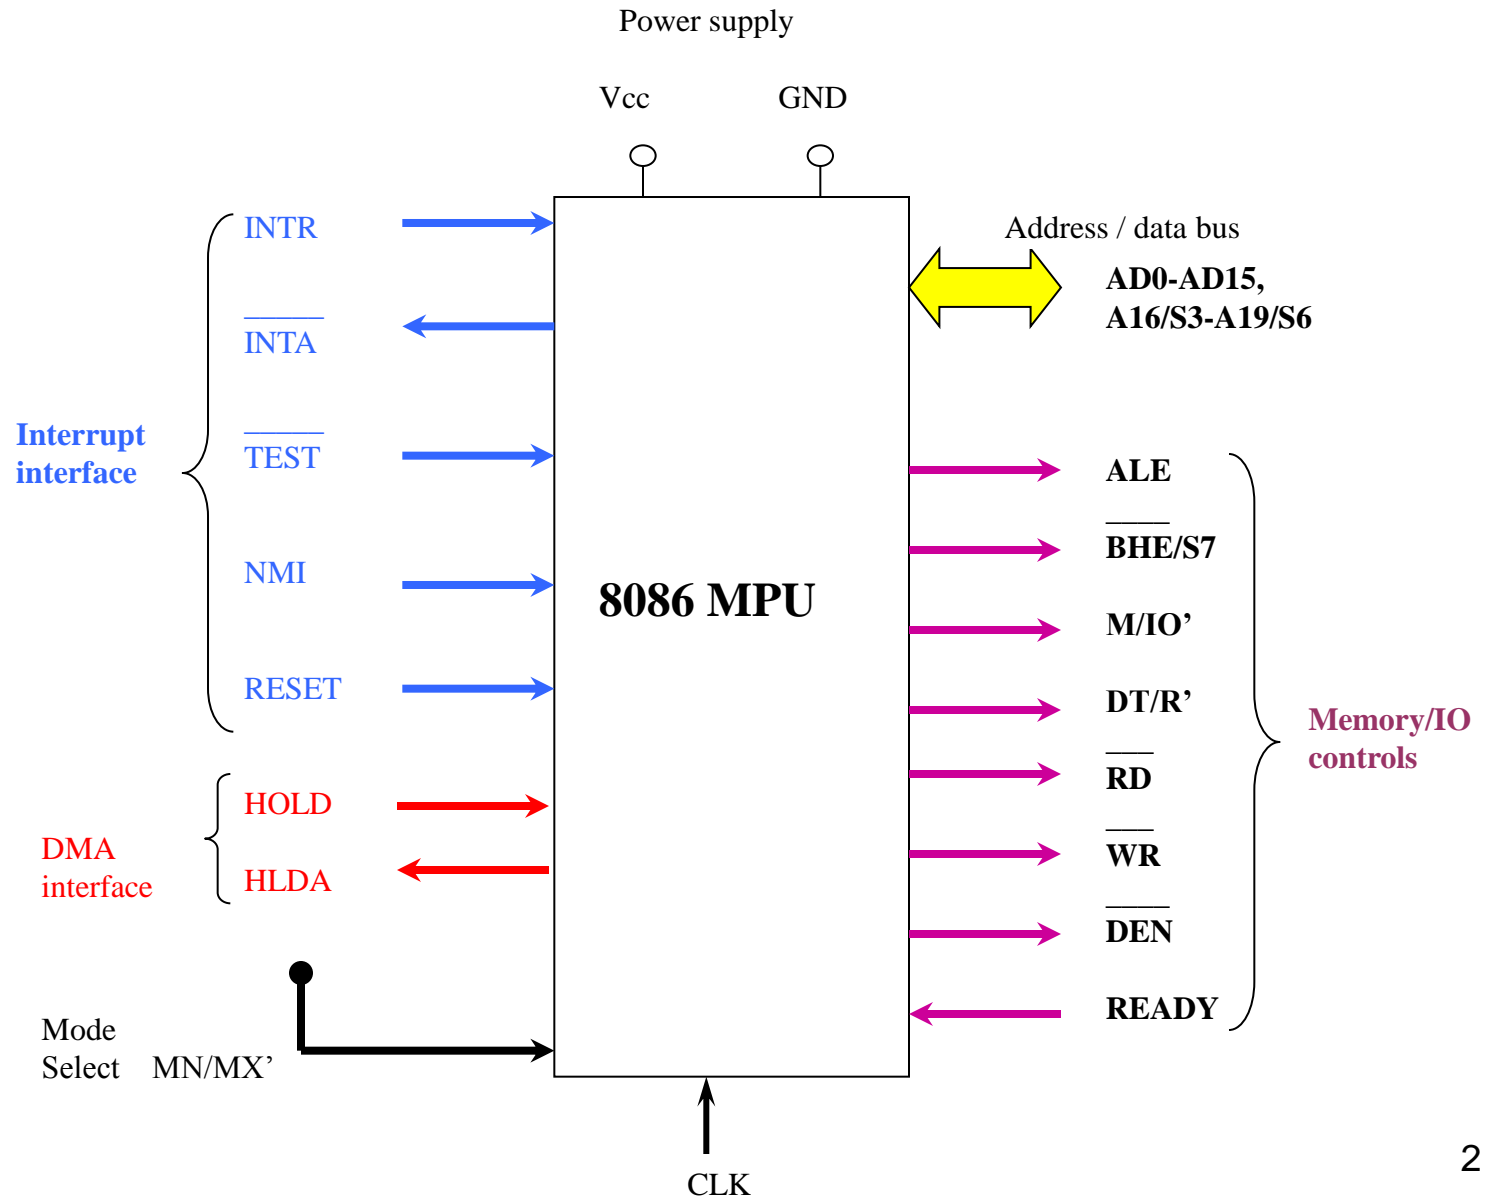 Power supply
Vcc
GND
INTR
INTA
TEST
NMI
RESET
Interrupt
interface
HOLD
HLDA
DMA
interface
Mode
Select MN/MX’
8086 MPU
CLK
Address / data bus
AD0-AD15,
A16/S3-A19/S6
ALE
BHE/S7
M/IO’
DT/R’
RD
WR
DEN
READY
Memory/IO
controls
2